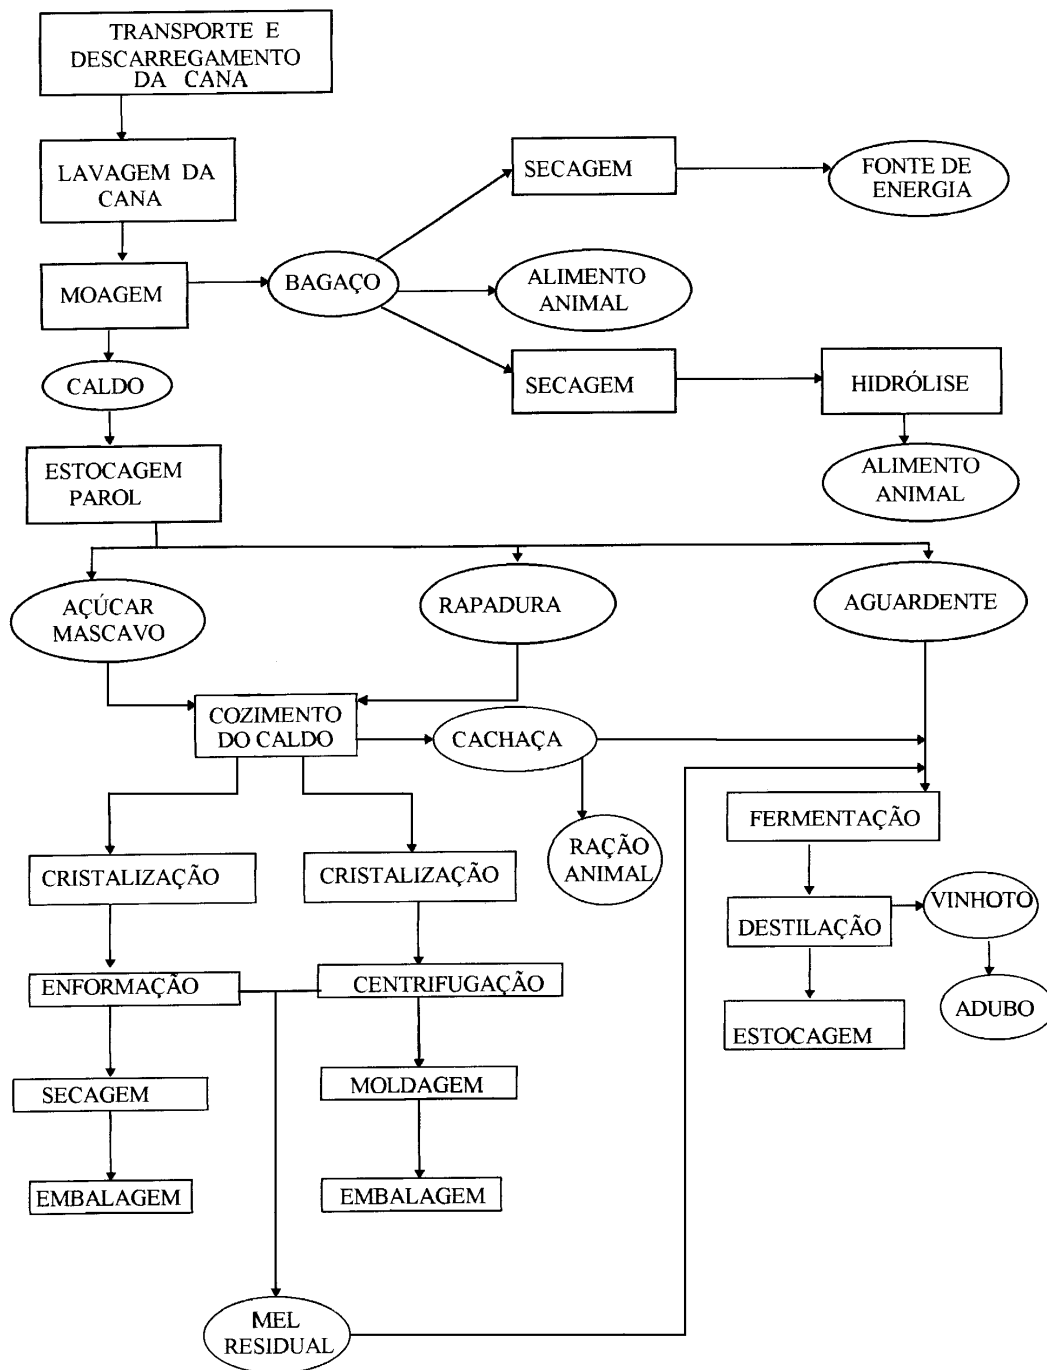 TRANSPORTE E
DESCARREGAMENTO
DA CANA
LAVAGEM DA
CANA
SECAGEM
FONTE DE
ENERGIA
MOAGEM
BAGAÇO
ALIMENTO
ANIMAL
CALDO
SECAGEM
HIDRÓLISE
ESTOCAGEM
PAROL
ALIMENTO
ANIMAL
AÇÚCAR
MASCAVO
RAPADURA
AGUARDENTE
COZIMENTO
DO CALDO
CACHAÇA
FERMENTAÇÃO
RAÇÃO
ANIMAL
CRISTALIZAÇÃO
CRISTALIZAÇÃO
DESTILAÇÃO
VINHOTO
ENFORMAÇÃO
CENTRIFUGAÇÃO
ADUBO
ESTOCAGEM
SECAGEM
MOLDAGEM
EMBALAGEM
EMBALAGEM
MEL
RESIDUAL